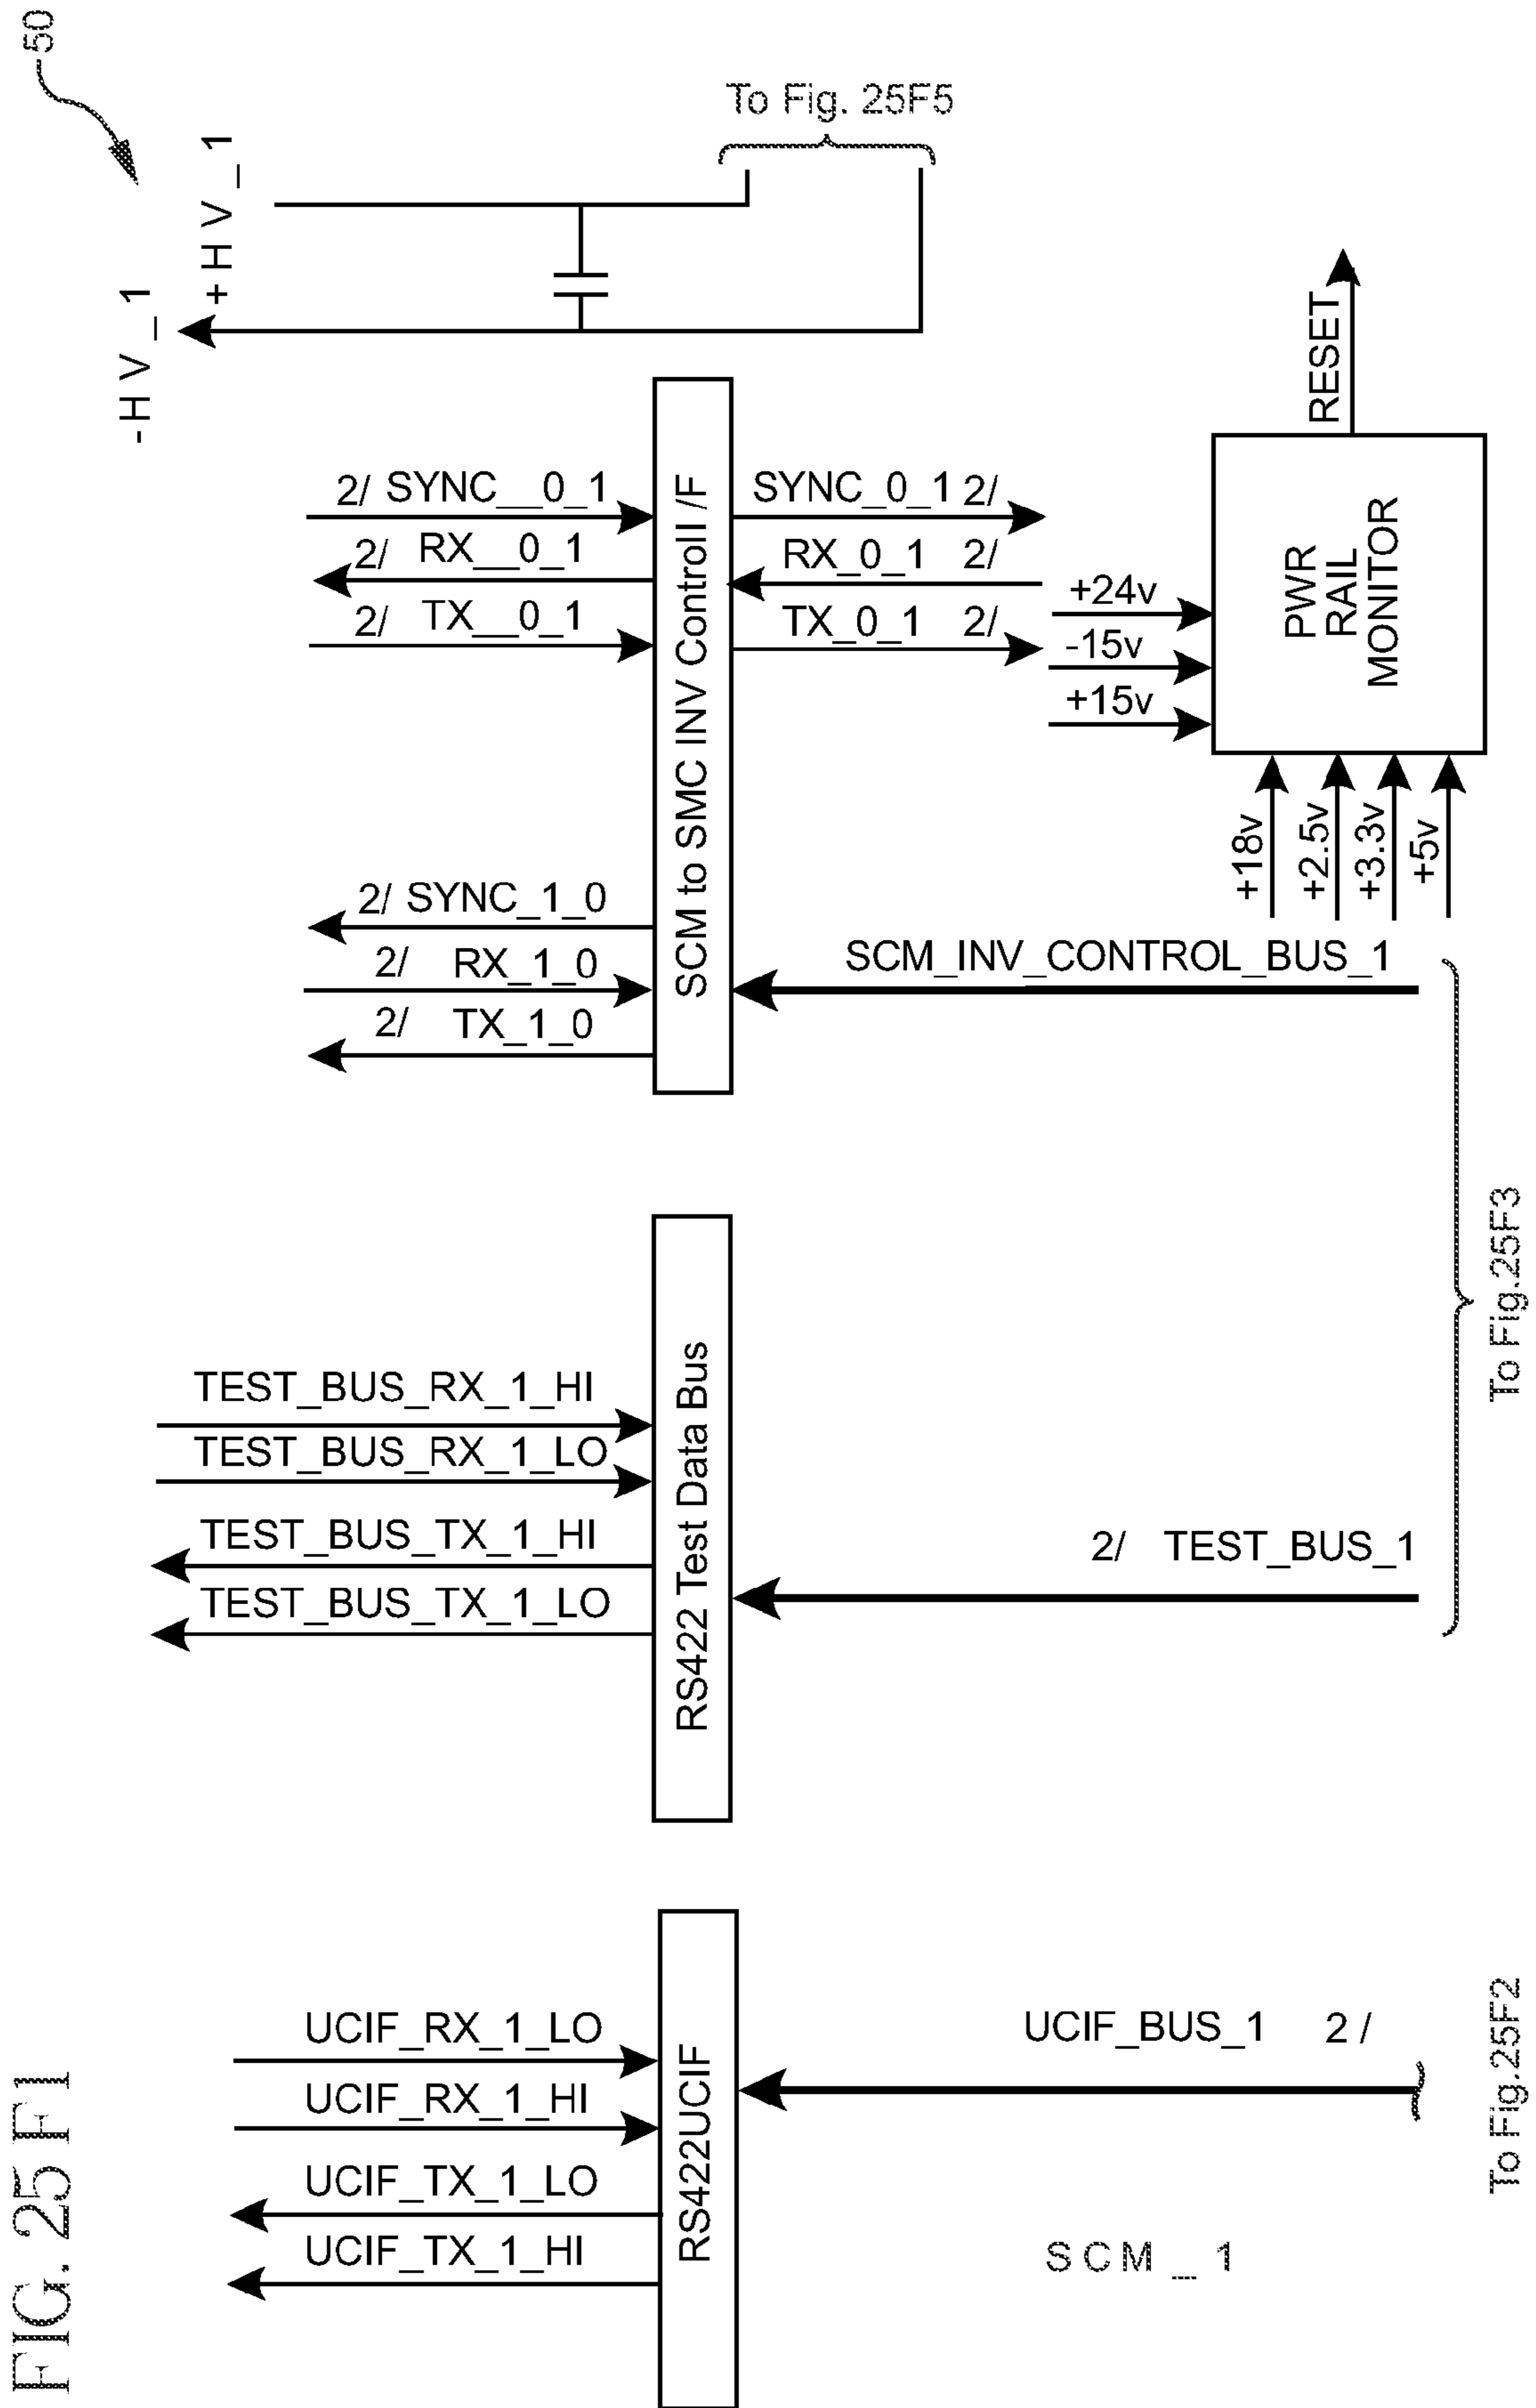 FIG. 25 F1
50
-HV_1
+HV_1
To Fig. 25F5
2/ SYNC__0_1
2/ RX__0_1
2/ TX__0_1
2/ SYNC_1_0
2/ RX_1_0
2/ TX_1_0
SCM to SMC INV Control I/F
SYNC_0_1 2/
RX_0_1 2/
TX_0_1 2/
+24v
-15v
+15v
+18v
+2.5v
+3.3v
+5v
PWR
RAIL
MONITOR
RESET
SCM_INV_CONTROL_BUS_1
TEST_BUS_RX_1_HI
TEST_BUS_RX_1_LO
TEST_BUS_TX_1_HI
TEST_BUS_TX_1_LO
RS422 Test Data Bus
2/ TEST_BUS_1
To Fig.25F3
UCIF_RX_1_LO
UCIF_RX_1_HI
UCIF_TX_1_LO
UCIF_TX_1_HI
RS422UCIF
UCIF_BUS_1 2 /
SCM_1
To Fig.25F2